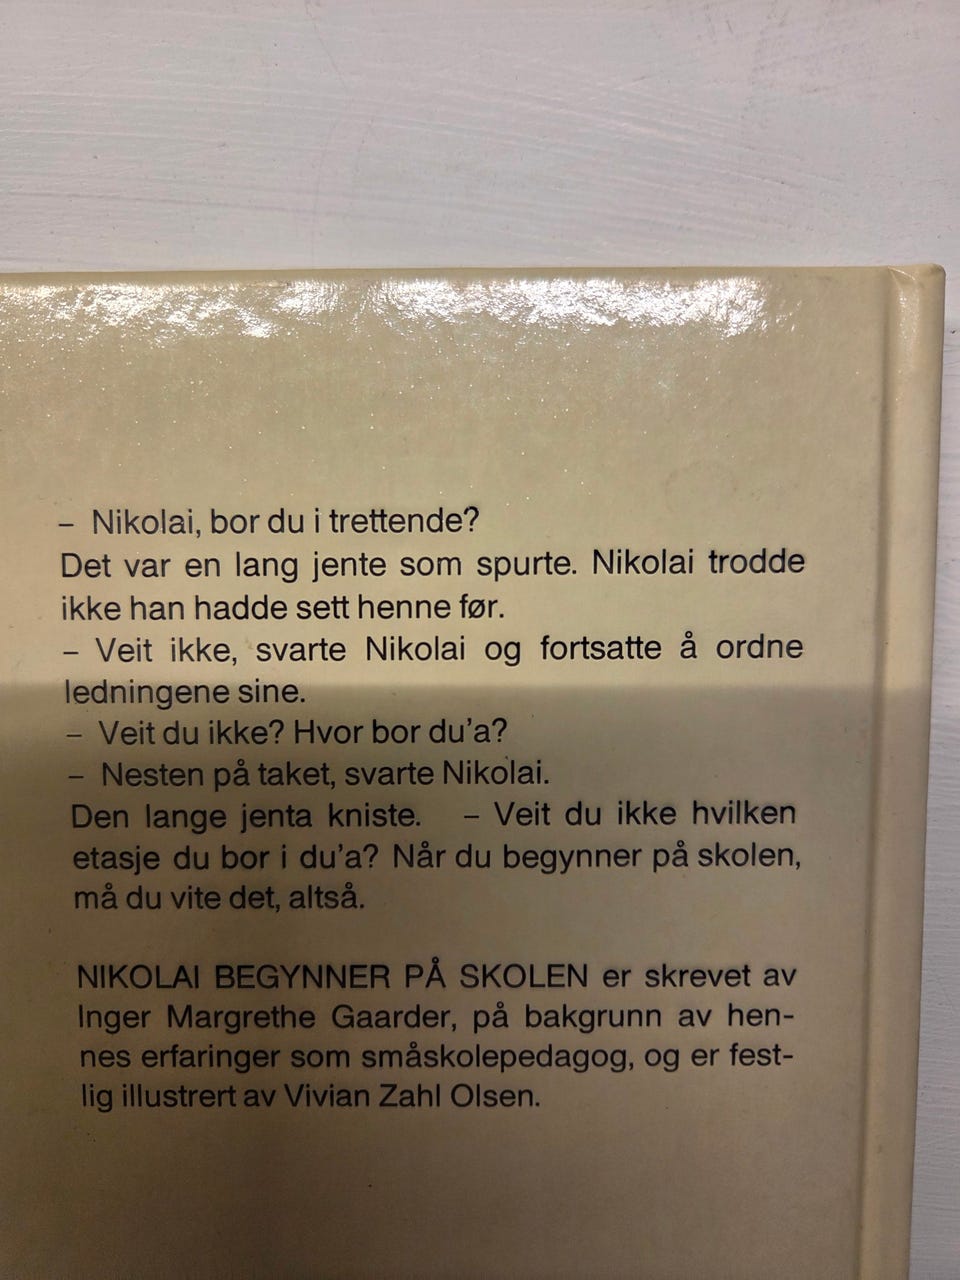 – Nikolai, bor du i trettende?
Det var en lang jente som spurte. Nikolai trodde
ikke han hadde sett henne før.
– Veit ikke, svarte Nikolai og fortsatte å ordne
ledningene sine.
– Veit du ikke? Hvor bor du'a?
– Nesten på taket, svarte Nikolai.
Den lange jenta kniste. – Veit du ikke hvilken
etasje du bor i du'a? Når du begynner på skolen,
må du vite det, altså.
NIKOLAI BEGYNNER PÅ SKOLEN er skrevet av
Inger Margrethe Gaarder, på bakgrunn av hen-
nes erfaringer som småskolepedagog, og er fest-
lig illustrert av Vivian Zahl Olsen.